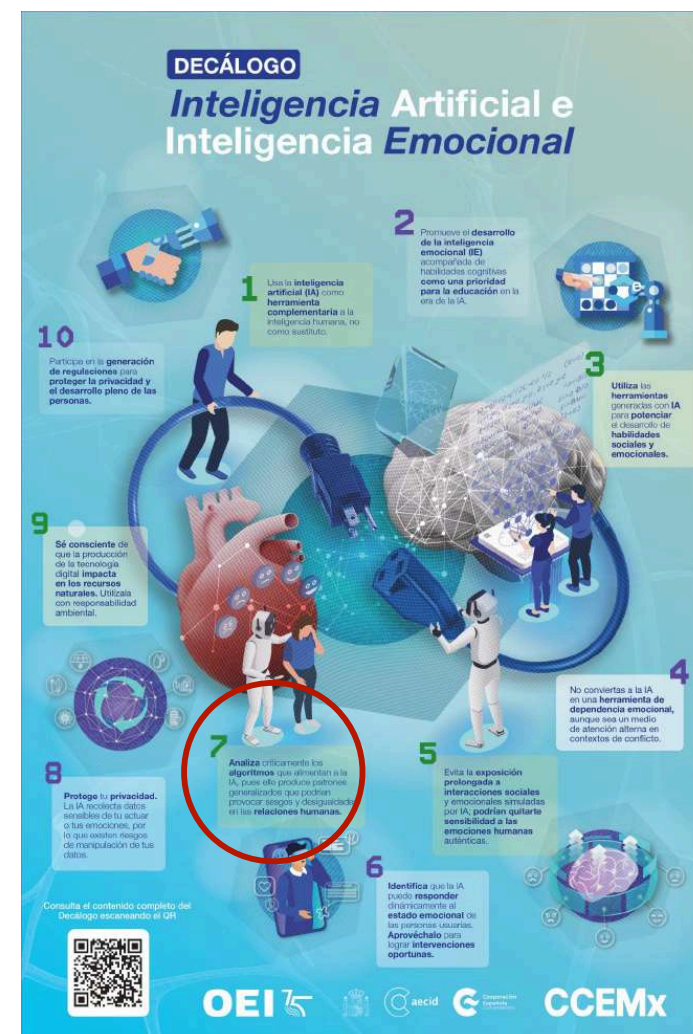 DECÁLOGO
Inteligencia Artificial e
Inteligencia Emocional
1
Usa la inteligencia
artificial (IA) como
herramienta
complementaria a la
inteligencia humana, no
como sustituto.
2
Promueve el desarrollo
de la inteligencia
emocional (IE)
acompañada de
habilidades cognitivas
como una prioridad
para la educación en la
era de la IA.
3
Utiliza las
herramientas
generadas con IA
para potenciar
el desarrollo de
habilidades
sociales y
emocionales.
4
No conviertas a la IA
en una herramienta de
dependencia emocional,
aunque sea un medio
de atención alterna en
contextos de conflicto.
5
Evita la exposición
prolongada a
interacciones sociales
y emocionales simuladas
por IA; podrían quitarte
sensibilidad a las
emociones humanas
auténticas.
6
Identifica que la IA
puede responder
dinámicamente al
estado emocional de
las personas usuarias.
Aprovéchalo para
lograr intervenciones
oportunas.
7
Analiza críticamente los
algoritmos que alimentan a la
IA, pues ello produce patrones
generalizados que podrían
provocar sesgos y desigualdades
en las relaciones humanas.
8
Protege tu privacidad.
La IA recolecta datos
sensibles de tu actuar
o tus emociones, por
lo que existen riesgos
de manipulación de tus
datos.
9
Sé consciente de
que la producción
de la tecnología
digital impacta
en los recursos
naturales. Utilízala
con responsabilidad
ambiental.
10
Participa en la generación
de regulaciones para
proteger la privacidad y
el desarrollo pleno de las
personas.
Consulta el contenido completo del
Decálogo escaneando el QR
OEI 75
aecid
Cooperación
Española
CCEMx